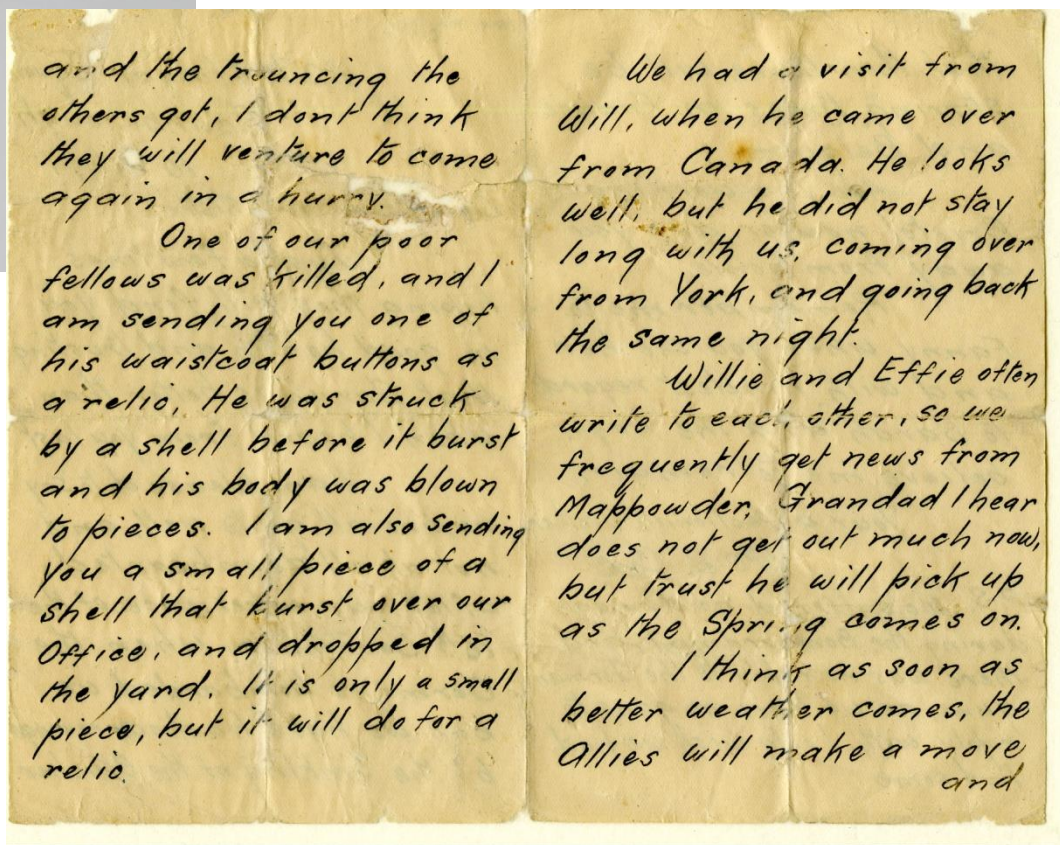 and the trouncing the
others got, I dont think
they will venture to come
again in a hurry.
One of our poor
fellows was killed, and I
am sending you one of
his waistcoat buttons as
a relic, He was struck
by a shell before it burst
and his body was blown
to pieces. I am also sending
you a small piece of a
shell that burst over our
Office, and dropped in
the yard. It is only a small
piece, but it will do for a
relic.
We had a visit from
Will, when he came over
from Canada. He looks
well, but he did not stay
long with us, coming over
from York, and going back
the same night.
Willie and Effie often
write to each other, so we
frequently get news from
Mappowder, Grandad I hear
does not get out much now,
but trust he will pick up
as the Spring comes on.
I think as soon as
better weather comes, the
Allies will make a move
and